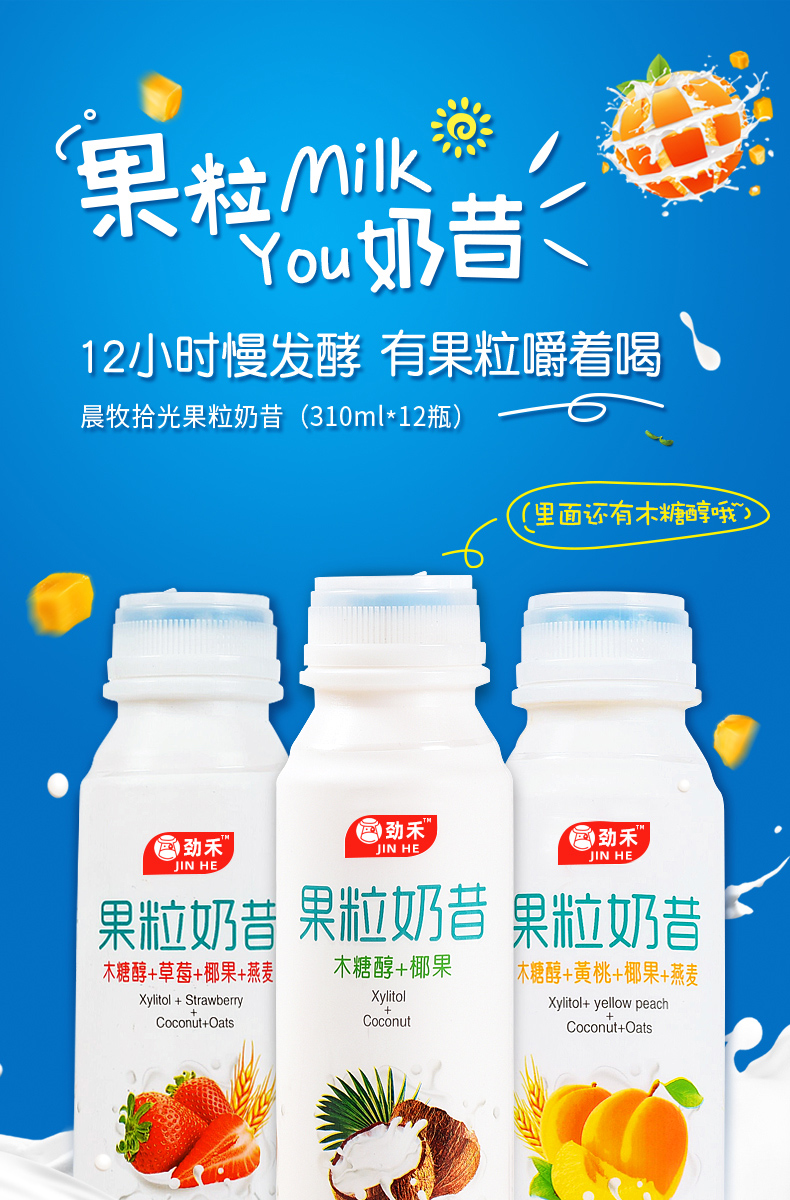 果粒 Milk
You 奶昔
12小时慢发酵 有果粒嚼着喝
晨牧拾光果粒奶昔（310ml*12瓶）
（里面还有木糖醇哦~）
劲禾™
JIN HE
果粒奶昔
木糖醇+草莓+椰果+燕麦
Xylitol + Strawberry
+
Coconut+Oats
劲禾™
JIN HE
果粒奶昔
木糖醇+椰果
Xylitol
+
Coconut
劲禾™
JIN HE
果粒奶昔
木糖醇+黃桃+椰果+燕麦
Xylitol+ yellow peach
+
Coconut+Oats